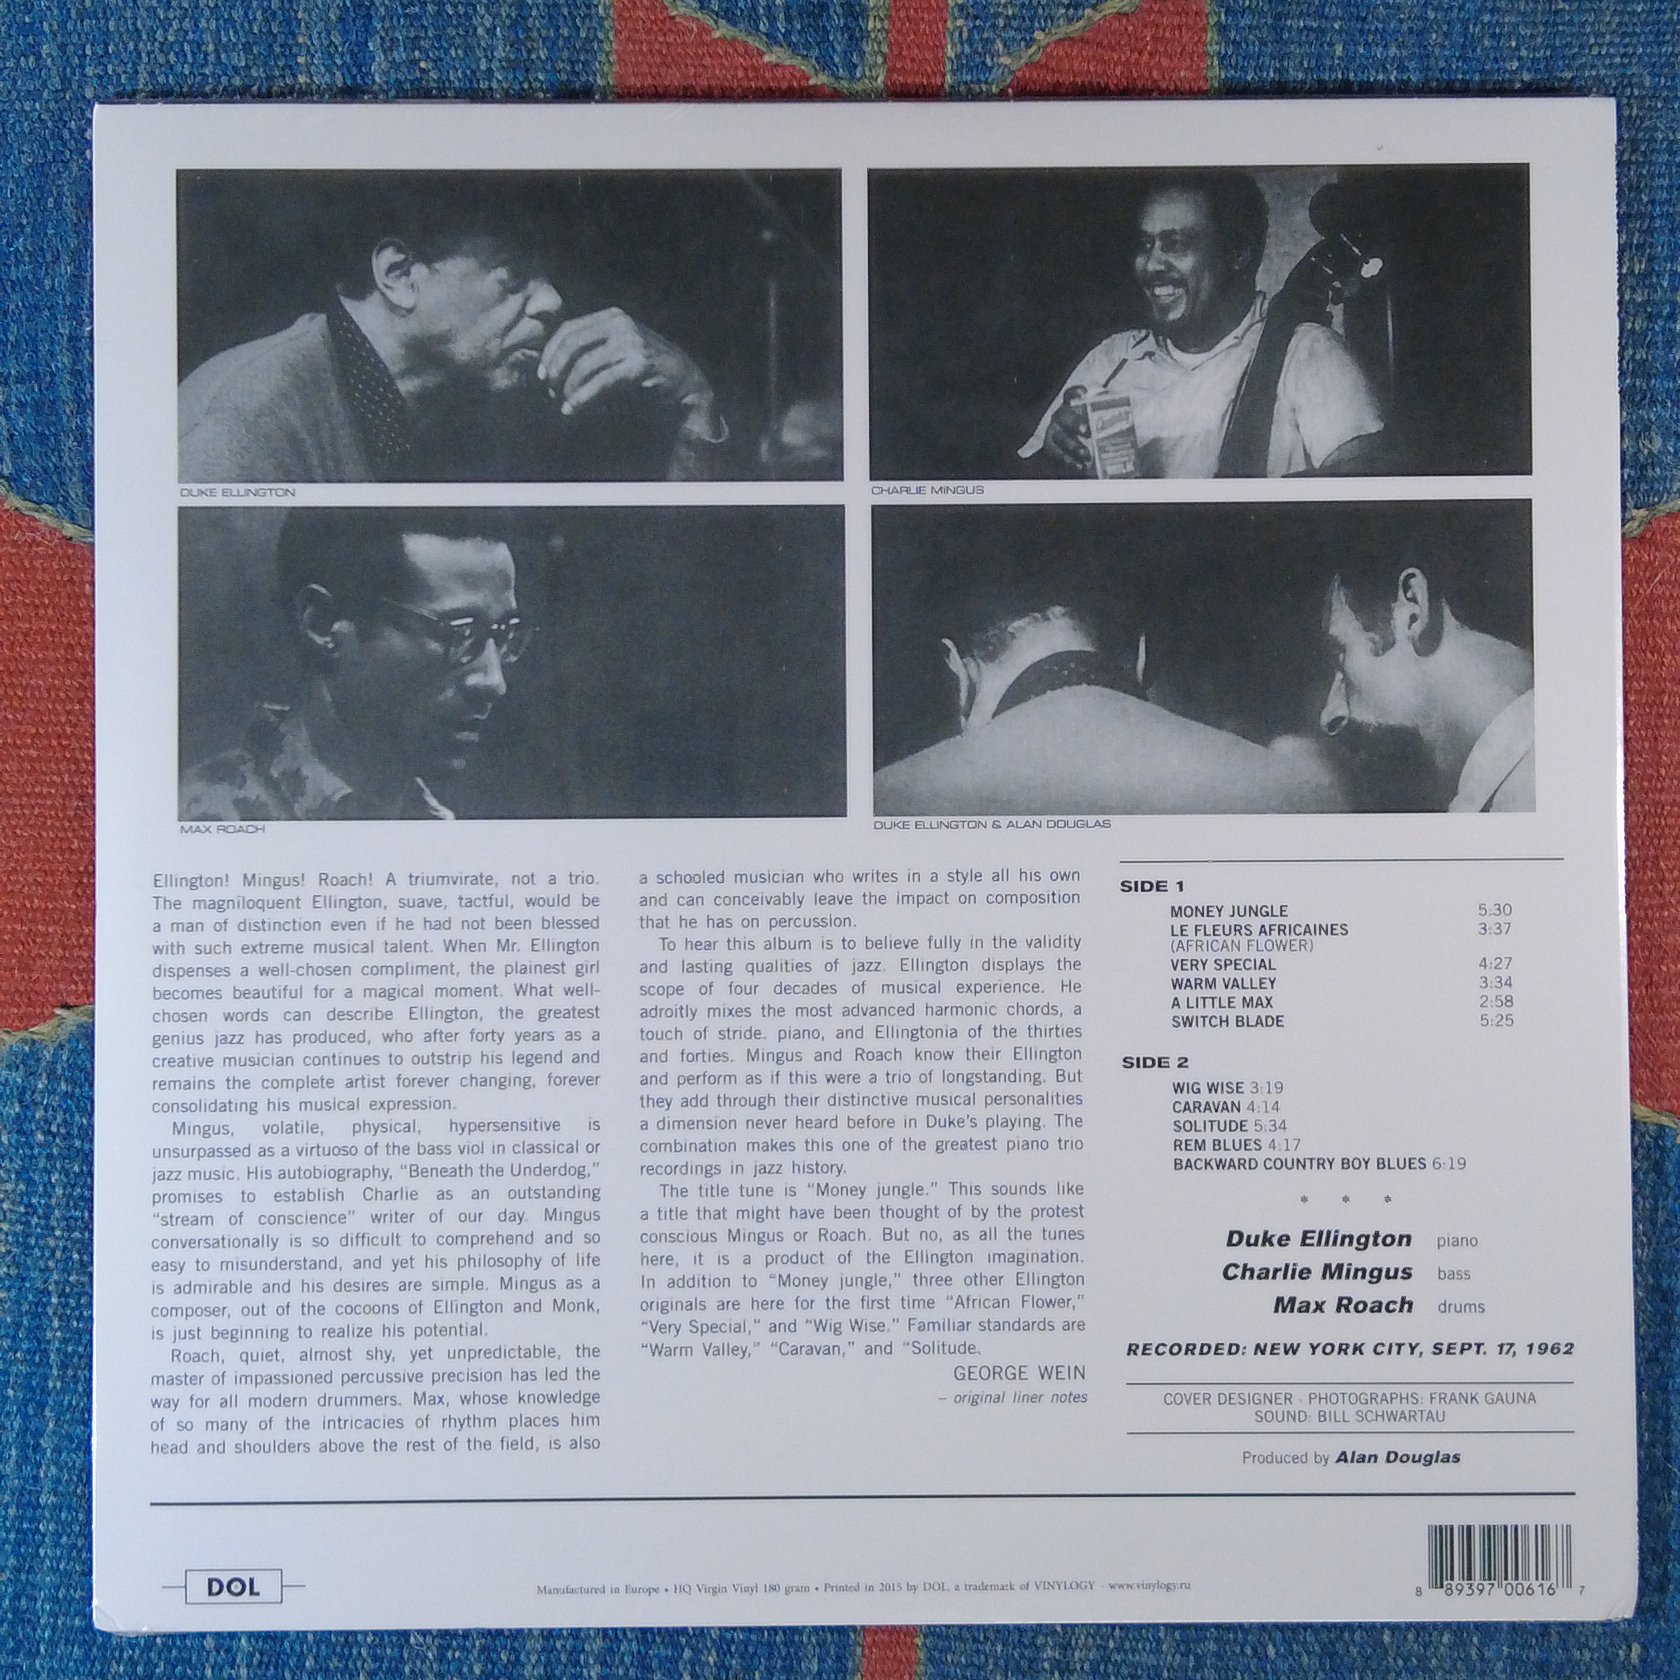 DUKE ELLINGTON
CHARLIE MINGUS
MAX ROACH
DUKE ELLINGTON & ALAN DOUGLAS
Ellington! Mingus! Roach! A triumvirate, not a trio.
The magniloquent Ellington, suave, tactful, would be
a man of distinction even if he had not been blessed
with such extreme musical talent. When Mr. Ellington
dispenses a well-chosen compliment, the plainest girl
becomes beautiful for a magical moment. What well-
chosen words can describe Ellington, the greatest
genius jazz has produced, who after forty years as a
creative musician continues to outstrip his legend and
remains the complete artist forever changing, forever
consolidating his musical expression.
Mingus, volatile, physical, hypersensitive is
unsurpassed as a virtuoso of the bass viol in classical or
jazz music. His autobiography, “Beneath the Underdog,”
promises to establish Charlie as an outstanding
“stream of conscience” writer of our day. Mingus
conversationally is so difficult to comprehend and so
easy to misunderstand, and yet his philosophy of life
is admirable and his desires are simple. Mingus as a
composer, out of the cocoons of Ellington and Monk,
is just beginning to realize his potential.
Roach, quiet, almost shy, yet unpredictable, the
master of impassioned percussive precision has led the
way for all modern drummers. Max, whose knowledge
of so many of the intricacies of rhythm places him
head and shoulders above the rest of the field, is also
a schooled musician who writes in a style all his own
and can conceivably leave the impact on composition
that he has on percussion.
To hear this album is to believe fully in the validity
and lasting qualities of jazz. Ellington displays the
scope of four decades of musical experience. He
adroitly mixes the most advanced harmonic chords, a
touch of stride. piano, and Ellingtonia of the thirties
and forties. Mingus and Roach know their Ellington
and perform as if this were a trio of longstanding. But
they add through their distinctive musical personalities
a dimension never heard before in Duke's playing. The
combination makes this one of the greatest piano trio
recordings in jazz history.
The title tune is “Money jungle.” This sounds like
a title that might have been thought of by the protest
conscious Mingus or Roach. But no, as all the tunes
here, it is a product of the Ellington imagination.
In addition to “Money jungle,” three other Ellington
originals are here for the first time “African Flower,”
“Very Special,” and “Wig Wise.” Familiar standards are
“Warm Valley,” “Caravan,” and “Solitude.
GEORGE WEIN
– original liner notes
SIDE 1
MONEY JUNGLE 5:30
LE FLEURS AFRICAINES 3:37
(AFRICAN FLOWER)
VERY SPECIAL 4:27
WARM VALLEY 3:34
A LITTLE MAX 2:58
SWITCH BLADE 5:25
SIDE 2
WIG WISE 3:19
CARAVAN 4:14
SOLITUDE 5:34
REM BLUES 4:17
BACKWARD COUNTRY BOY BLUES 6:19
* * *
Duke Ellington piano
Charlie Mingus bass
Max Roach drums
RECORDED: NEW YORK CITY, SEPT. 17, 1962
COVER DESIGNER · PHOTOGRAPHS: FRANK GAUNA
SOUND: BILL SCHWARTAU
Produced by Alan Douglas
DOL
Manufactured in Europe • HQ Virgin Vinyl 180 gram • Printed in 2015 by DOL, a trademark of VINYLOGY · www.vinylogy.ru
8 89397 00616 7